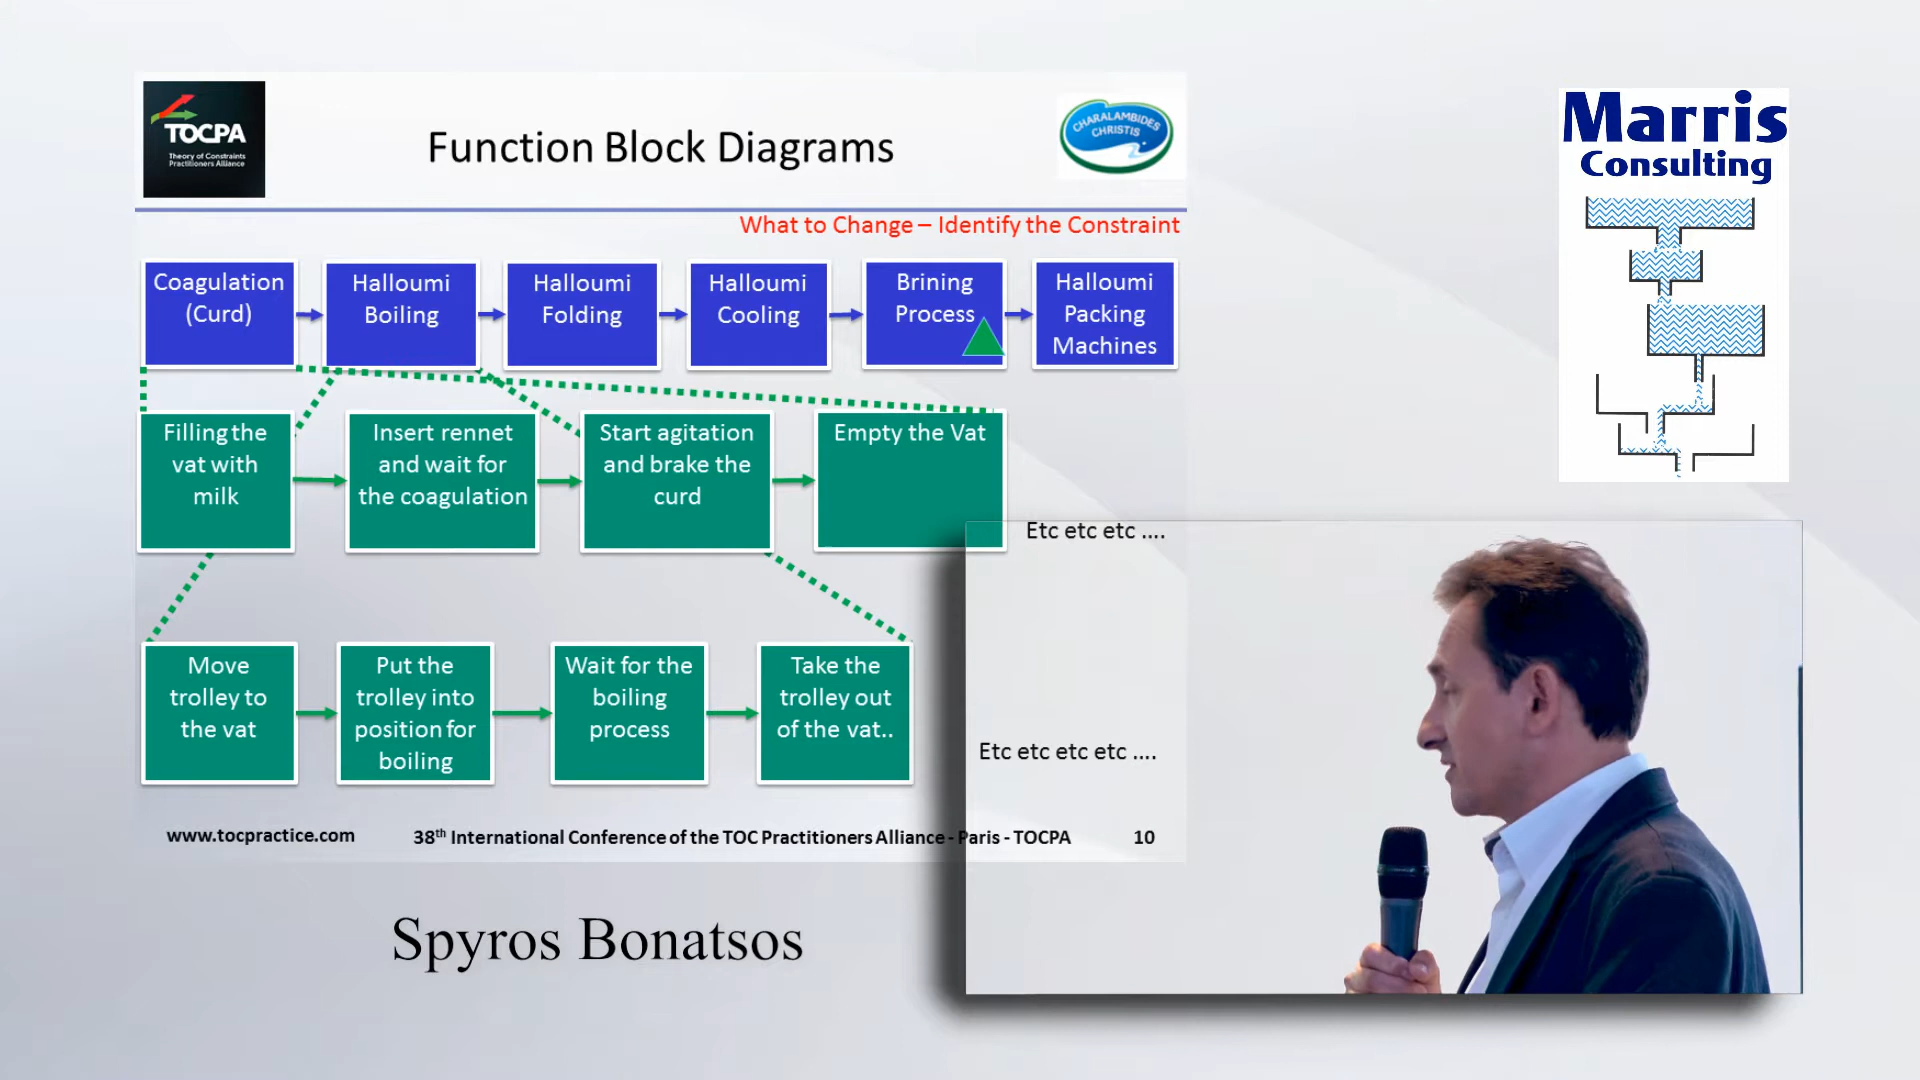 TOCPA
Theory of Constraints
Practitioners Alliance
Function Block Diagrams
CHARALAMBIDES
CHRISTIS
Marris
Consulting
What to Change – Identify the Constraint
Coagulation
(Curd)
Halloumi
Boiling
Halloumi
Folding
Halloumi
Cooling
Brining
Process
Halloumi
Packing
Machines
Filling the
vat with
milk
Insert rennet
and wait for
the coagulation
Start agitation
and brake the
curd
Empty the Vat
Etc etc etc ....
Move
trolley to
the vat
Put the
trolley into
position for
boiling
Wait for the
boiling
process
Take the
trolley out
of the vat..
Etc etc etc etc ....
www.tocpractice.com
38th International Conference of the TOC Practitioners Alliance - Paris - TOCPA
10
Spyros Bonatsos